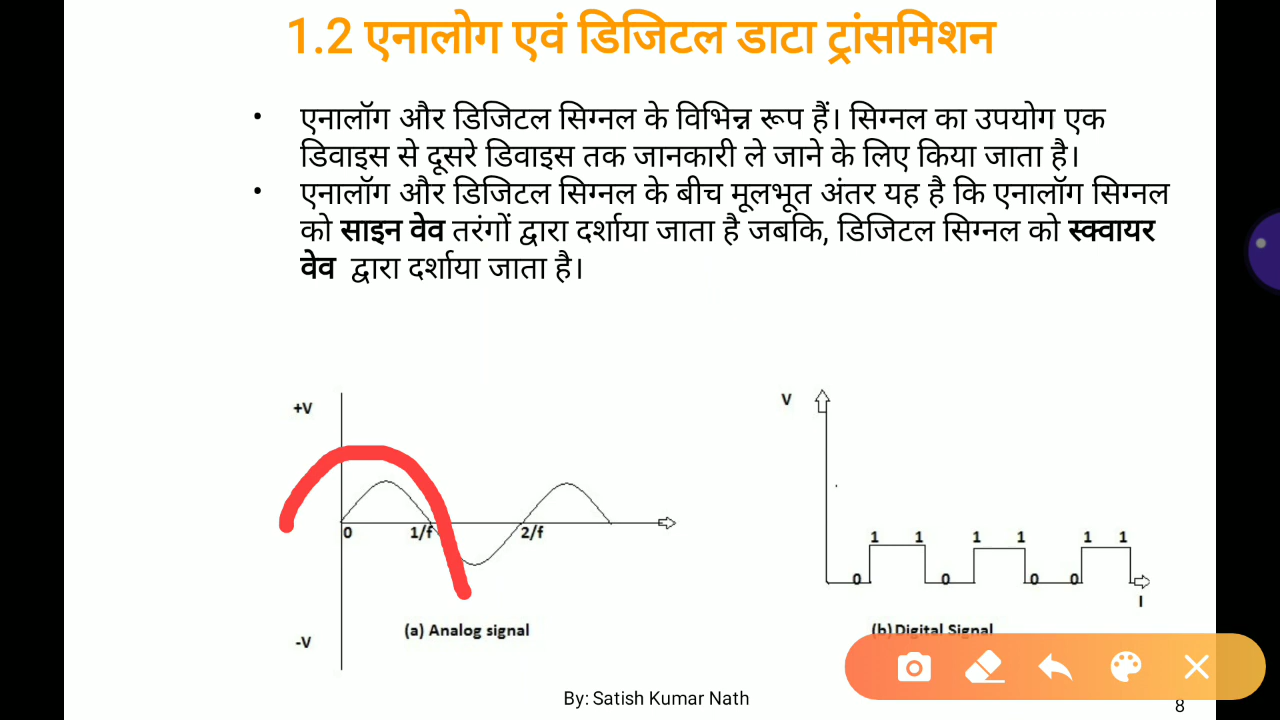 1.2 एनालोग एवं डिजिटल डाटा ट्रांसमिशन
• एनालॉग और डिजिटल सिग्नल के विभिन्न रूप हैं। सिग्नल का उपयोग एक
डिवाइस से दूसरे डिवाइस तक जानकारी ले जाने के लिए किया जाता है।
• एनालॉग और डिजिटल सिग्नल के बीच मूलभूत अंतर यह है कि एनालॉग सिग्नल
को साइन वेव तरंगों द्वारा दर्शाया जाता है जबकि, डिजिटल सिग्नल को स्क्वायर
वेव द्वारा दर्शाया जाता है।
+V
0 1/f 2/f
-V
(a) Analog signal
V
1 1 1 1 1 1
0 0 0 0
I
(b) Digital Signal
By: Satish Kumar Nath
8